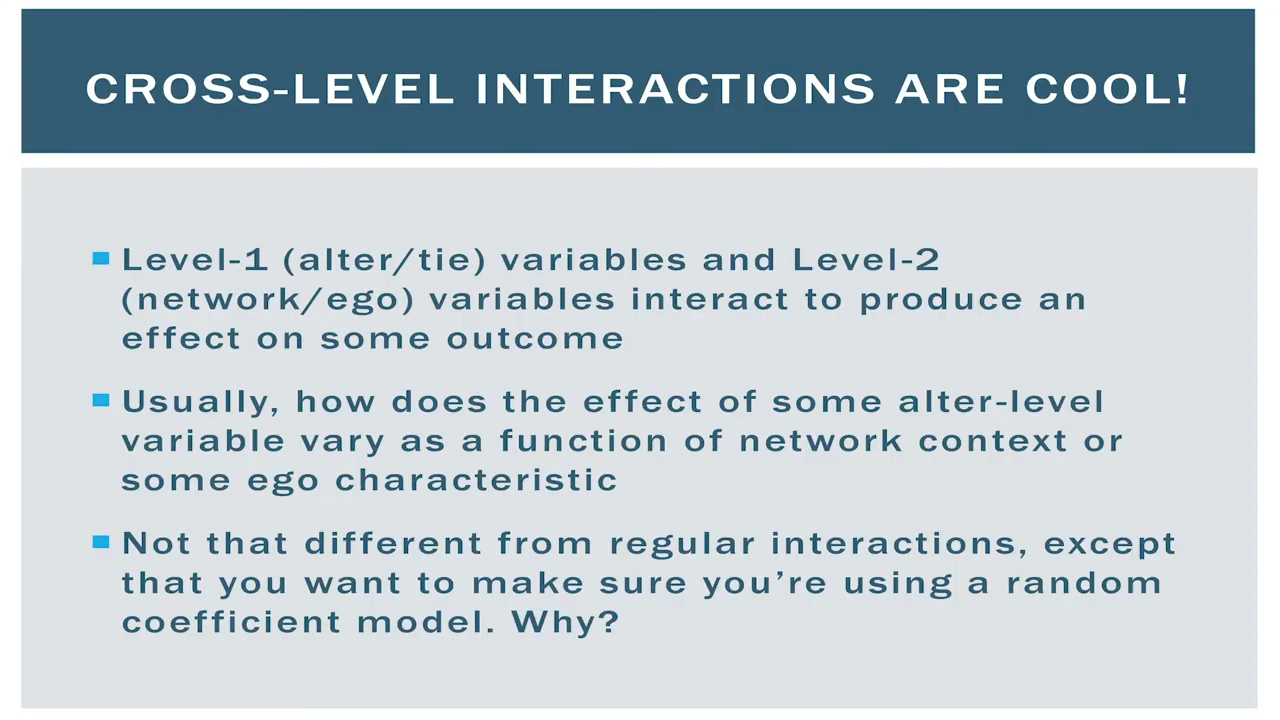 CROSS-LEVEL INTERACTIONS ARE COOL!
Level-1 (alter/tie) variables and Level-2
(network/ego) variables interact to produce an
effect on some outcome
Usually, how does the effect of some alter-level
variable vary as a function of network context or
some ego characteristic
Not that different from regular interactions, except
that you want to make sure you’re using a random
coefficient model. Why?